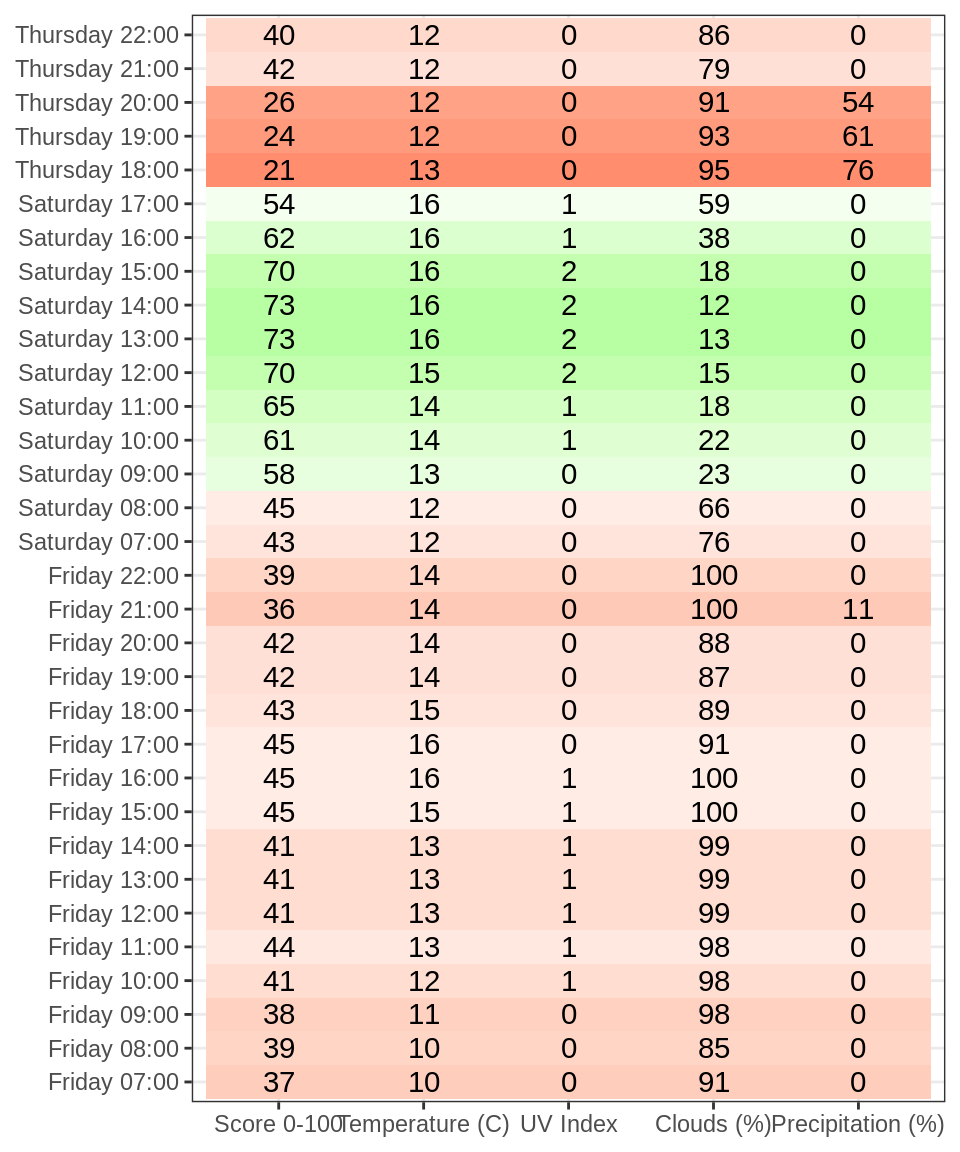 Thursday 22:00 40 12 0 86 0
Thursday 21:00 42 12 0 79 0
Thursday 20:00 26 12 0 91 54
Thursday 19:00 24 12 0 93 61
Thursday 18:00 21 13 0 95 76
Saturday 17:00 54 16 1 59 0
Saturday 16:00 62 16 1 38 0
Saturday 15:00 70 16 2 18 0
Saturday 14:00 73 16 2 12 0
Saturday 13:00 73 16 2 13 0
Saturday 12:00 70 15 2 15 0
Saturday 11:00 65 14 1 18 0
Saturday 10:00 61 14 1 22 0
Saturday 09:00 58 13 0 23 0
Saturday 08:00 45 12 0 66 0
Saturday 07:00 43 12 0 76 0
Friday 22:00 39 14 0 100 0
Friday 21:00 36 14 0 100 11
Friday 20:00 42 14 0 88 0
Friday 19:00 42 14 0 87 0
Friday 18:00 43 15 0 89 0
Friday 17:00 45 16 0 91 0
Friday 16:00 45 16 1 100 0
Friday 15:00 45 15 1 100 0
Friday 14:00 41 13 1 99 0
Friday 13:00 41 13 1 99 0
Friday 12:00 41 13 1 99 0
Friday 11:00 44 13 1 98 0
Friday 10:00 41 12 1 98 0
Friday 09:00 38 11 0 98 0
Friday 08:00 39 10 0 85 0
Friday 07:00 37 10 0 91 0
Score 0-100 Temperature (C) UV Index Clouds (%) Precipitation (%)